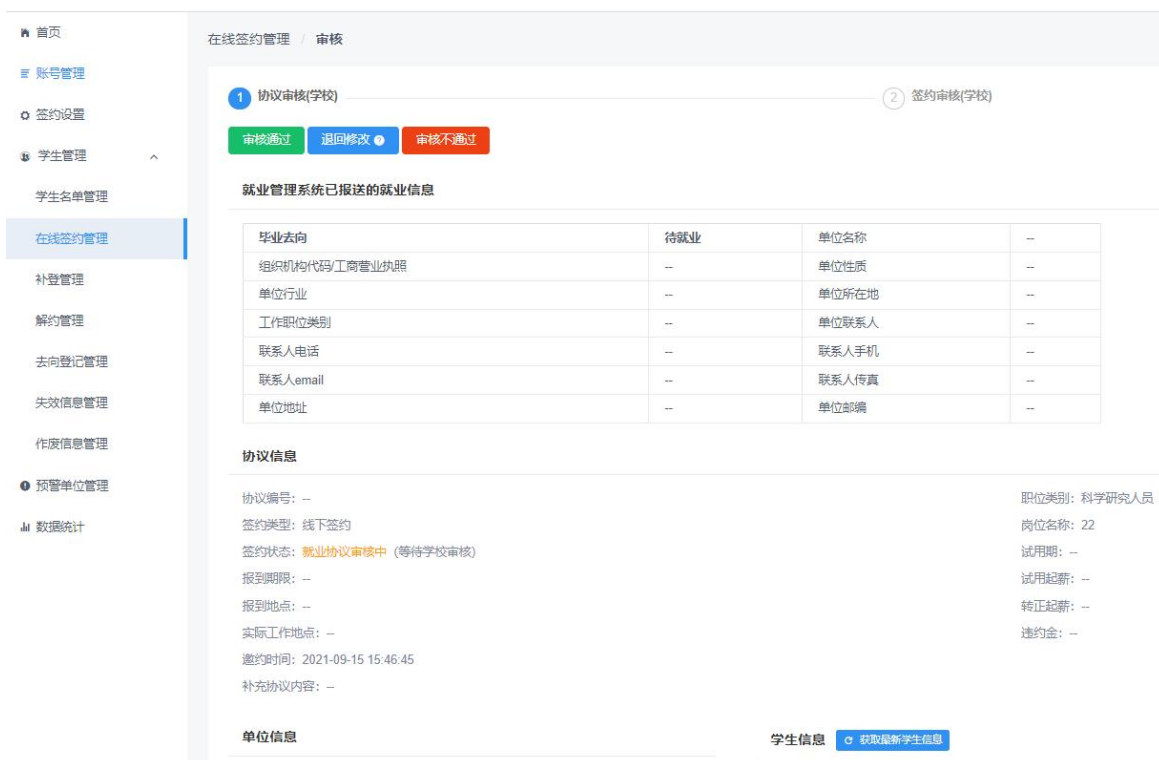 首页
账号管理
签约设置
学生管理
学生名单管理
在线签约管理
补登管理
解约管理
去向登记管理
失效信息管理
作废信息管理
预警单位管理
数据统计
在线签约管理 / 审核
1 协议审核(学校) 2 签约审核(学校)
审核通过 退回修改 ? 审核不通过
就业管理系统已报送的就业信息
毕业去向 待就业 单位名称 --
组织机构代码/工商营业执照 -- 单位性质 --
单位行业 -- 单位所在地 --
工作职位类别 -- 单位联系人 --
联系人电话 -- 联系人手机 --
联系人email -- 联系人传真 --
单位地址 -- 单位邮编 --
协议信息
协议编号: -- 职位类别: 科学研究人员
签约类型: 线下签约 岗位名称: 22
签约状态: 就业协议审核中 (等待学校审核) 试用期: --
报到期限: -- 试用起薪: --
报到地点: -- 转正起薪: --
实际工作地点: -- 违约金: --
邀约时间: 2021-09-15 15:46:45
补充协议内容: --
单位信息 学生信息 获取最新学生信息